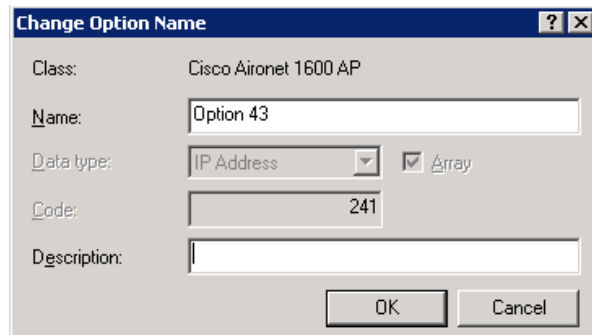 Change Option Name
Class: Cisco Aironet 1600 AP
Name: Option 43
Data type: IP Address Array
Code: 241
Description:
OK Cancel